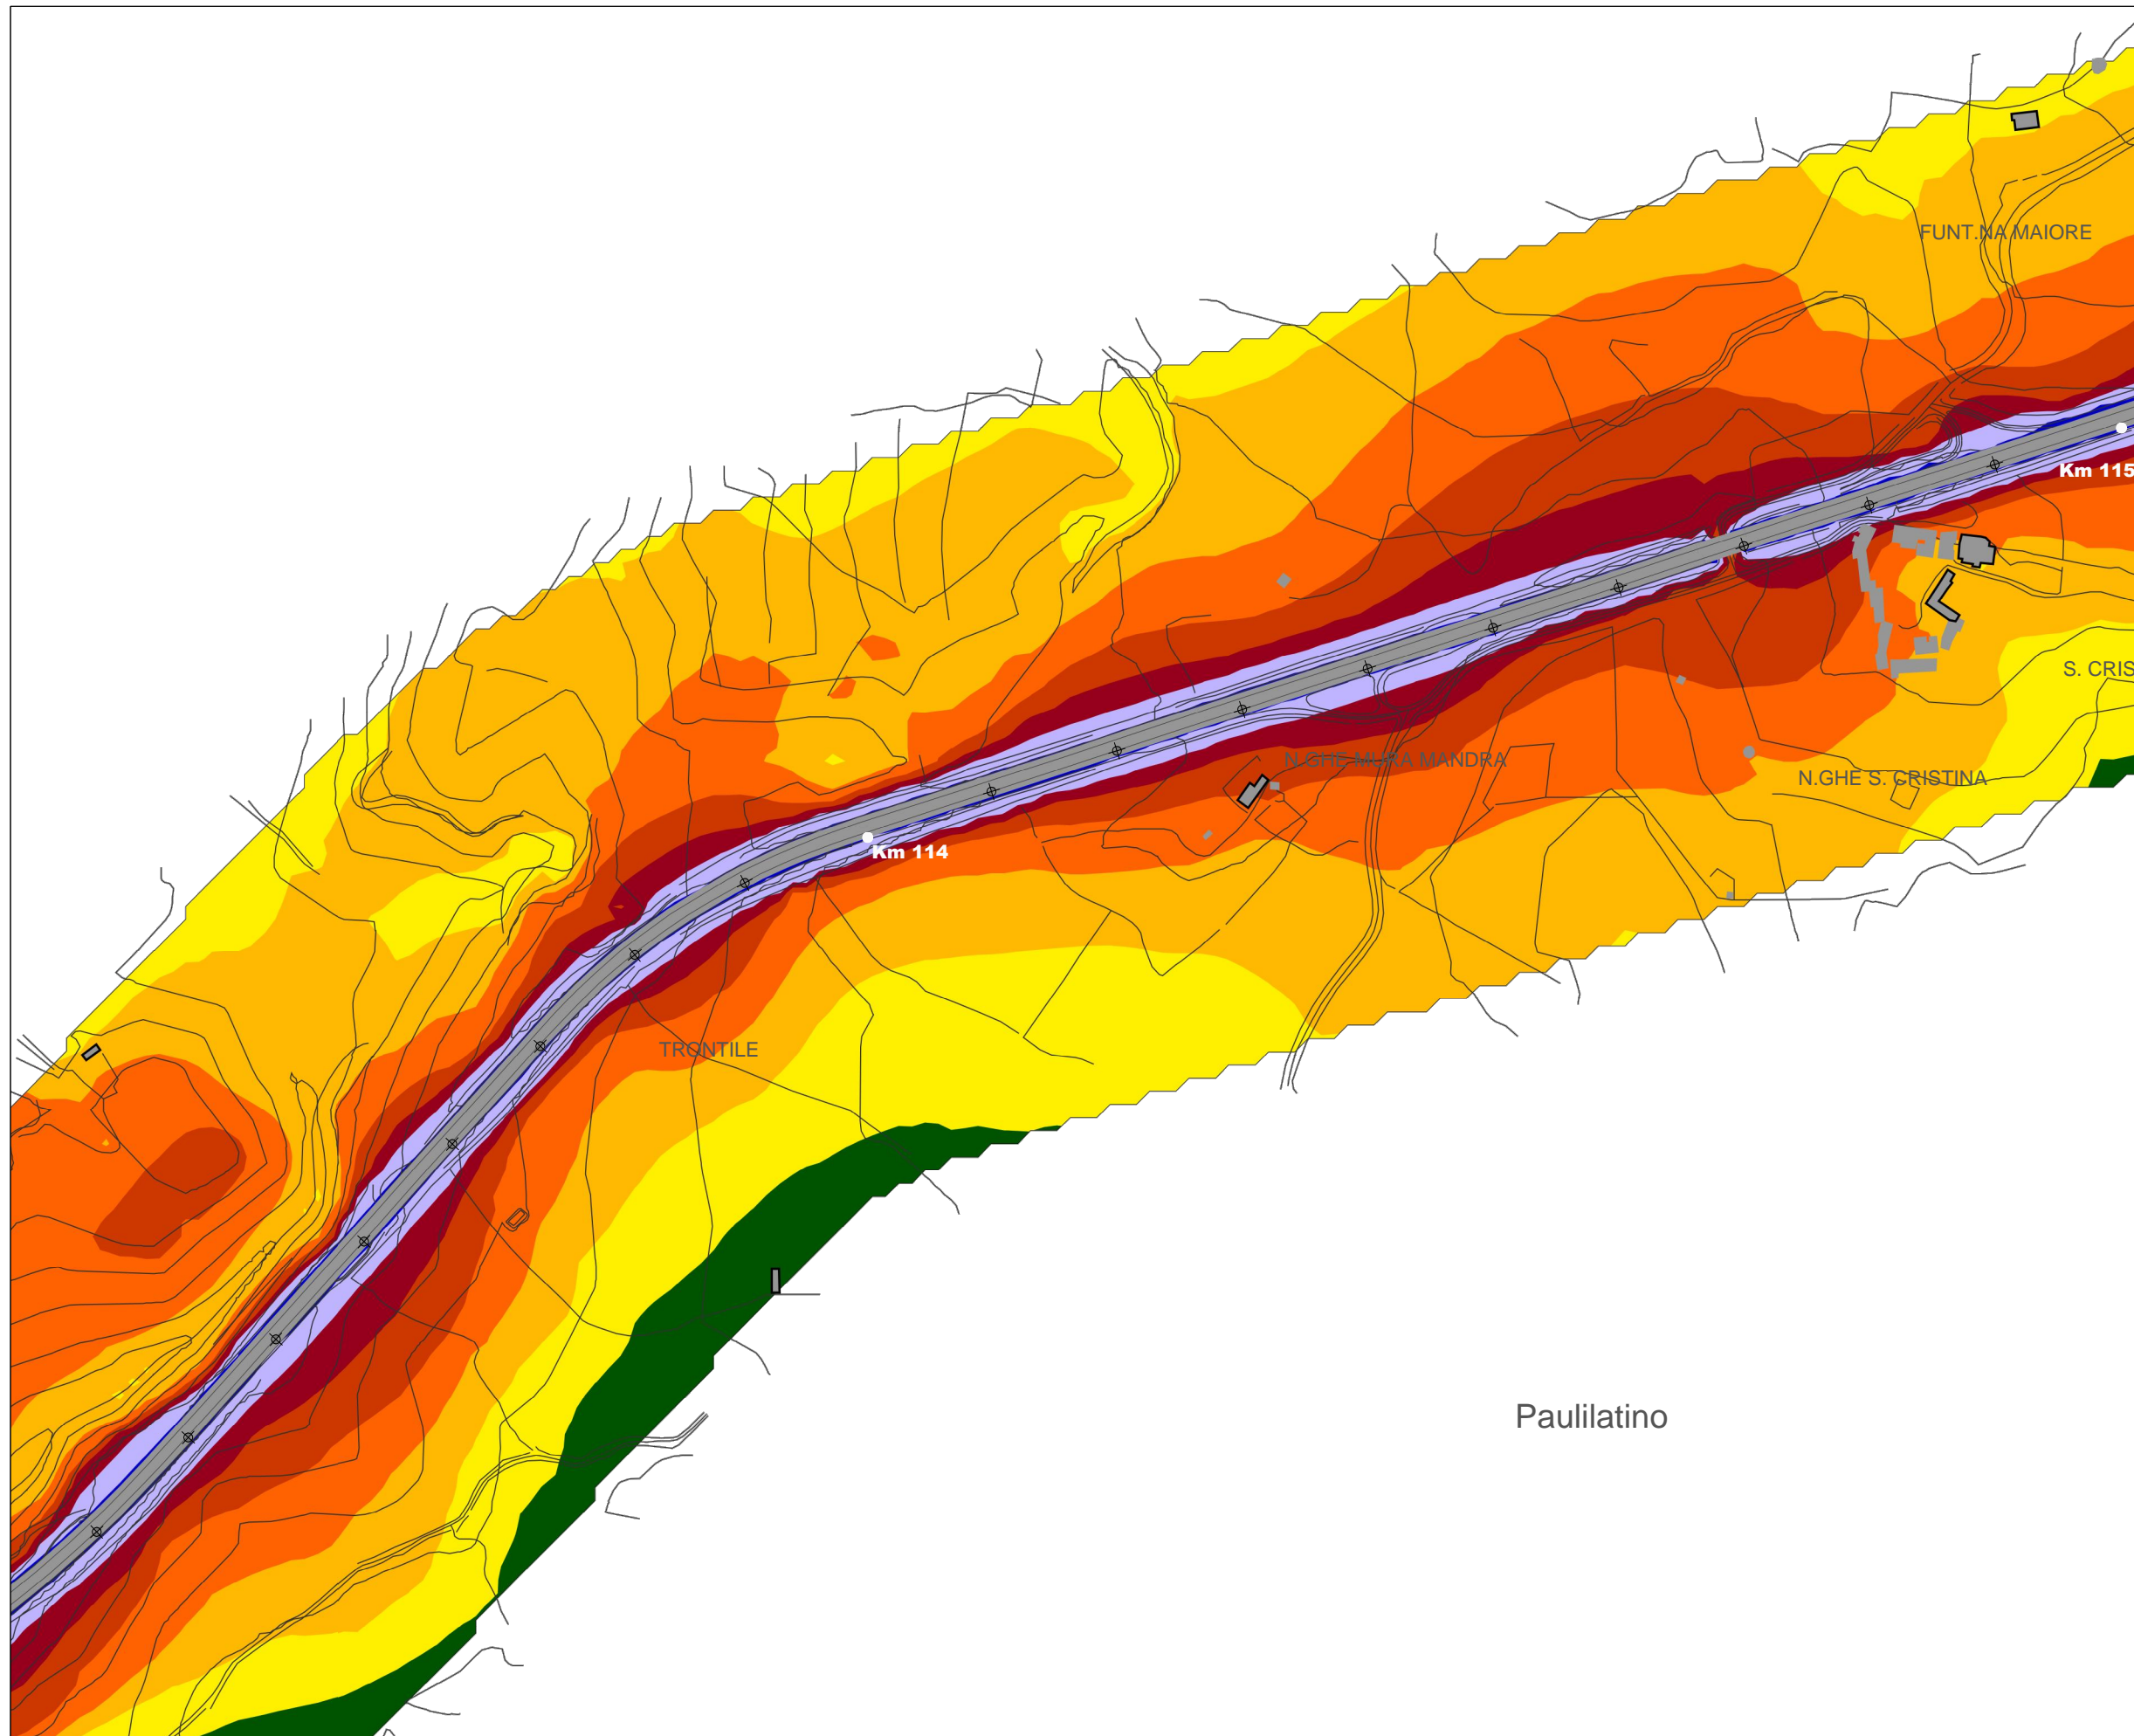 FUNT.NA MAIORE
Km 115
S. CRIS
N.GHE MURA MANDRA
N.GHE S. CRISTINA
Km 114
TRONTILE
Paulilatino